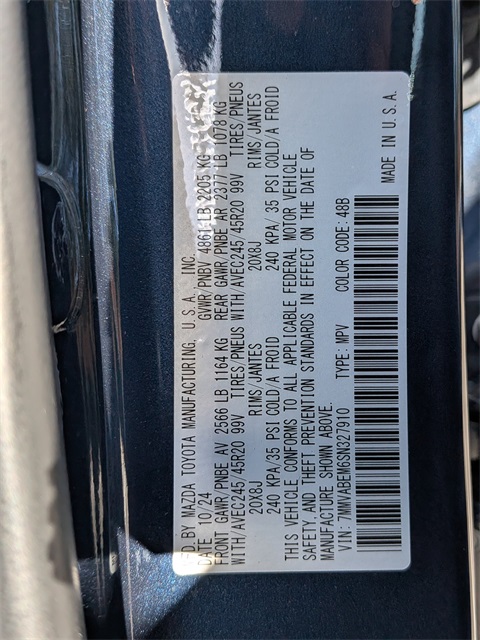 MFD.BY MAZDA TOYOTA MANUFACTURING, U.S.A., INC.
DATE 10/24 GVWR/PNBV 4861 LB 2205 KG
FRONT GAWR/PNBE AV 2566 LB 1164 KG REAR GAWR/PNBE AR 2377 LB 1078 KG
WITH/AVEC245/45R20 99V TIRES/PNEUS WITH/AVEC245/45R20 99V TIRES/PNEUS
20X8J RIMS/JANTES 20X8J RIMS/JANTES
240 KPA/35 PSI COLD/A FROID 240 KPA/ 35 PSI COLD/A FROID
THIS VEHICLE CONFORMS TO ALL APPLICABLE FEDERAL MOTOR VEHICLE
SAFETY AND THEFT PREVENTION STANDARDS IN EFFECT ON THE DATE OF
MANUFACTURE SHOWN ABOVE.
VIN: 7MMVABEM6SN327910 TYPE: MPV COLOR CODE: 48B
MADE IN U.S.A.